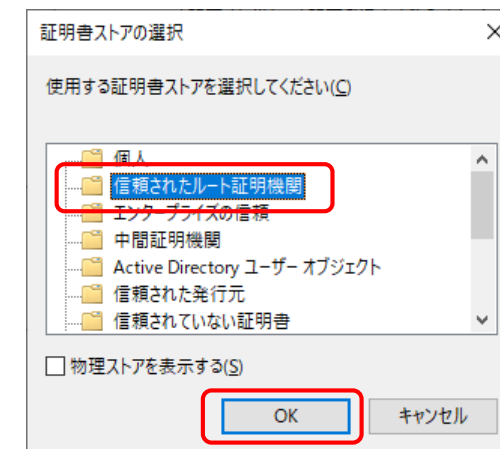 証明書ストアの選択
使用する証明書ストアを選択してください(C)
個人
信頼されたルート証明機関
エンタープライズの信頼
中間証明機関
Active Directory ユーザー オブジェクト
信頼された発行元
信頼されていない証明書
物理ストアを表示する(S)
OK
キャンセル